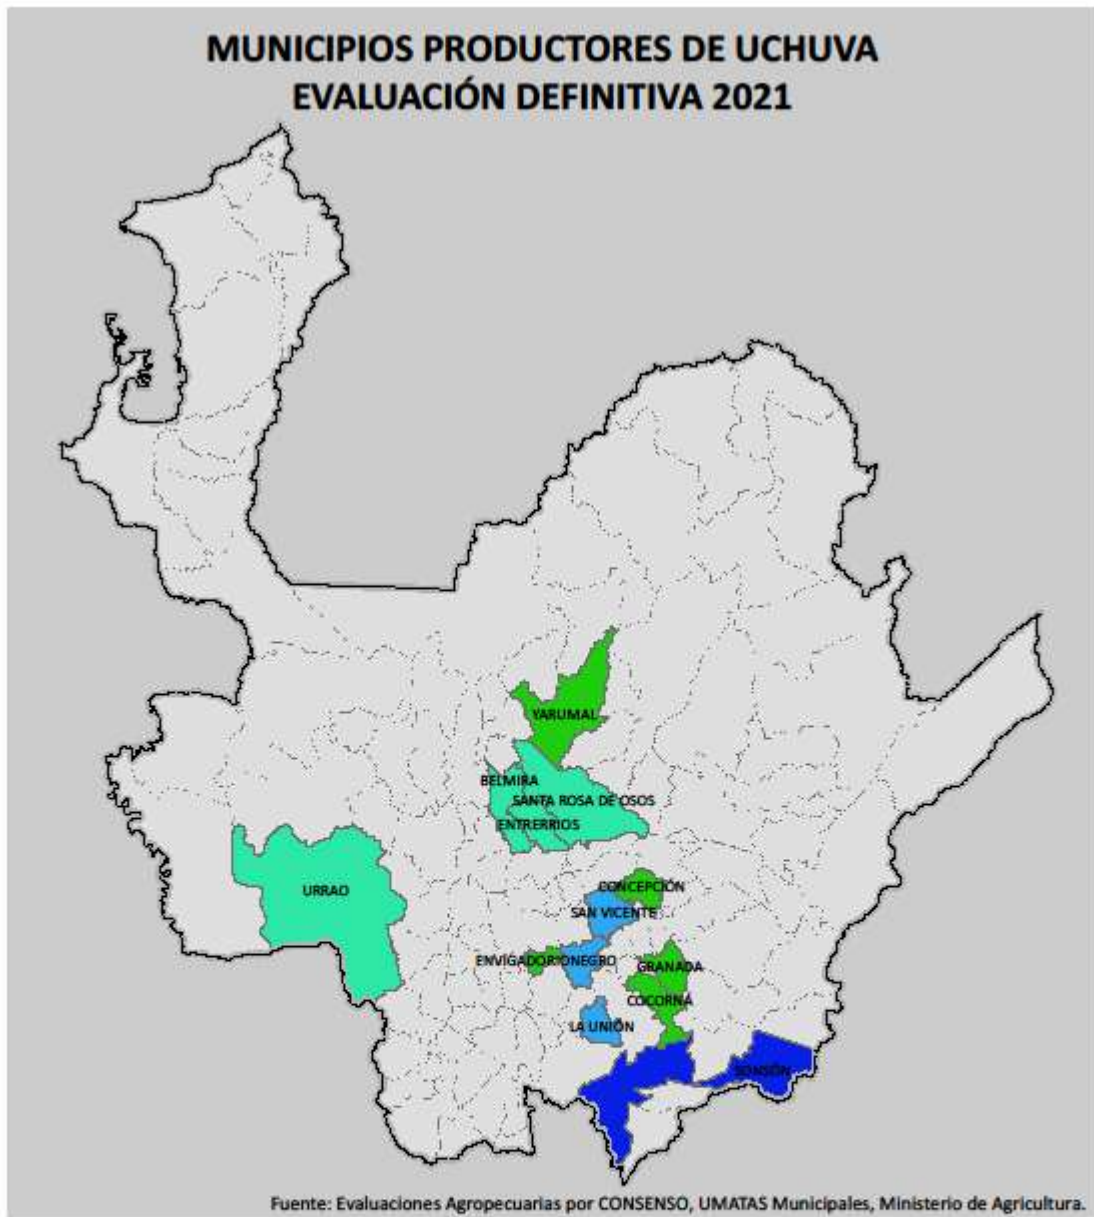 MUNICIPIOS PRODUCTORES DE UCHUVA
EVALUACIÓN DEFINITIVA 2021
YARUMAL
BELMIRA
SANTA ROSA DE OSOS
ENTRERRIOS
URRAO
CONCEPCIÓN
SAN VICENTE
ENVIGADO
RIONEGRO
GRANADA
COCORNÁ
LA UNIÓN
SONSÓN
Fuente: Evaluaciones Agropecuarias por CONSENSO, UMATAS Municipales, Ministerio de Agricultura.